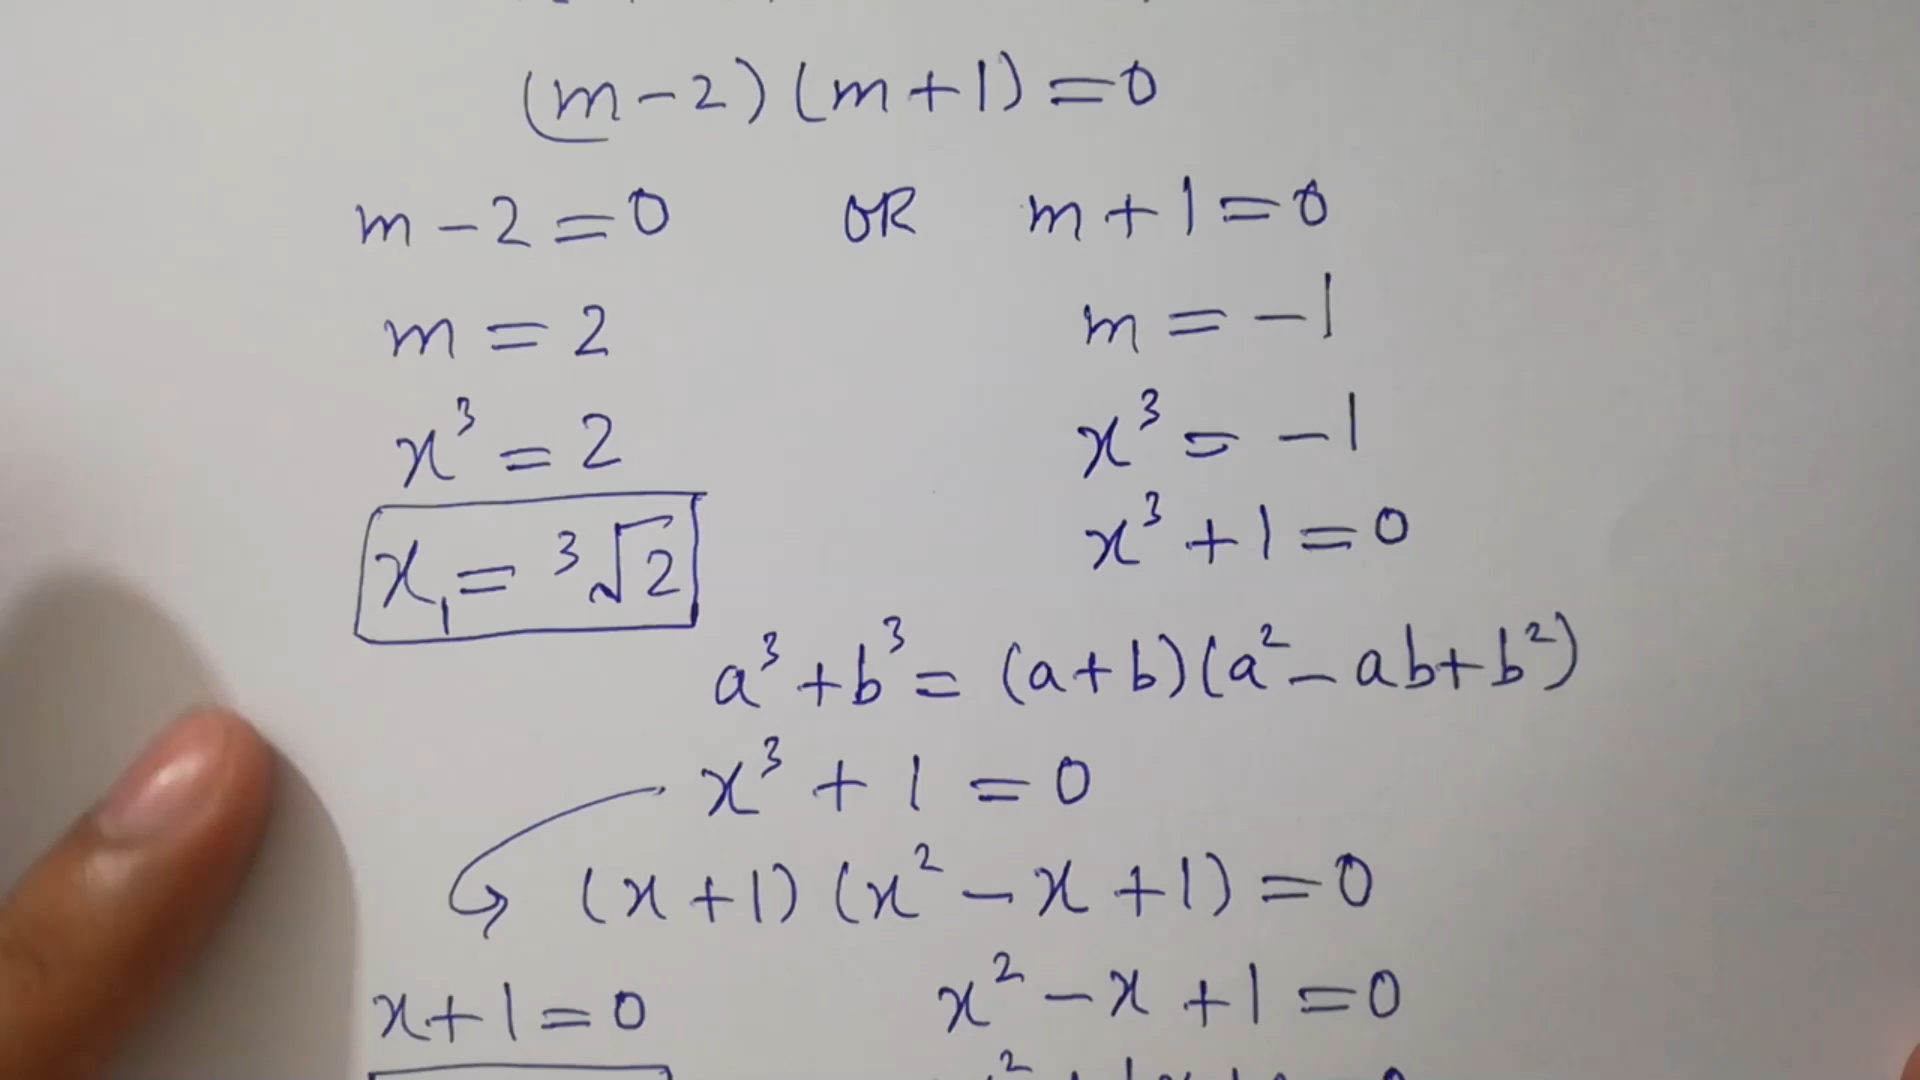 (m-2)(m+1)=0
m-2=0 OR m+1=0
m=2 m=-1
x³=2 x³=-1
x₁=³√2 x³+1=0
a³+b³=(a+b)(a²-ab+b²)
x³+1=0
(x+1)(x²-x+1)=0
x+1=0 x²-x+1=0